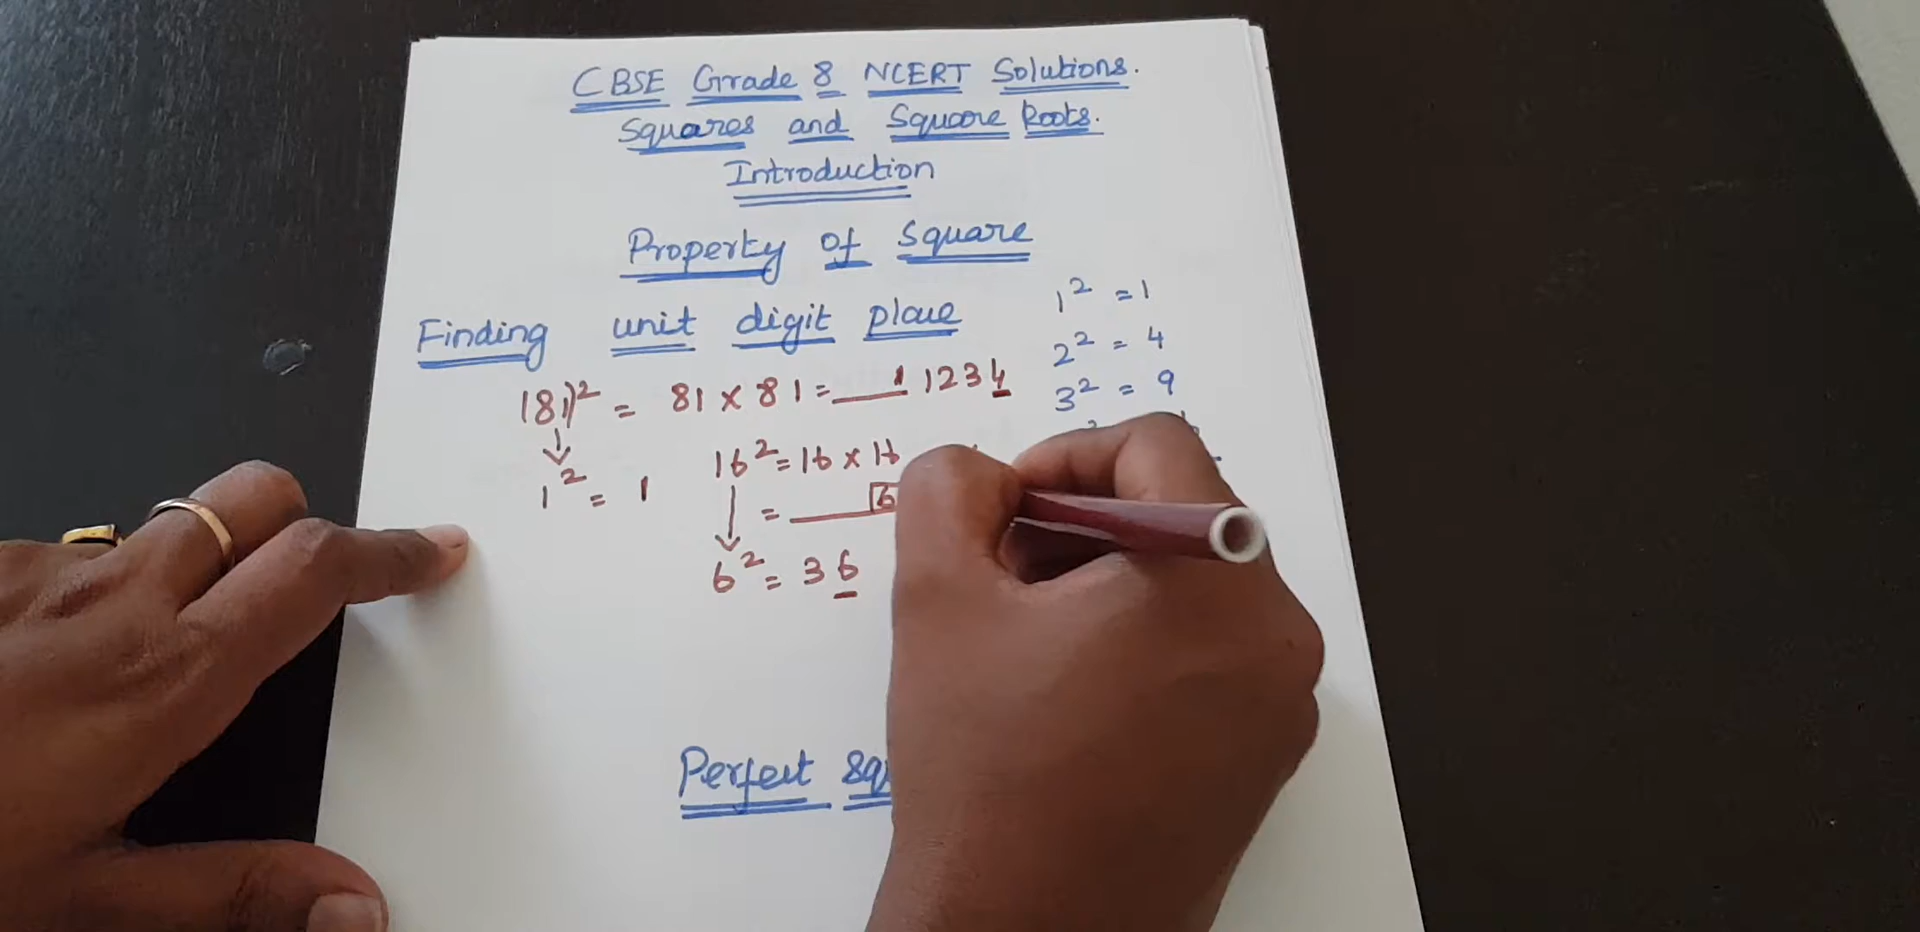 CBSE Grade 8 NCERT Solutions.
Squares and Square Roots.
Introduction
Property of Square
Finding unit digit place
1² = 1
2² = 4
3² = 9
(81)² = 81 × 81 = 1 1234
1² = 1
16² = 16 × 16
= 6
6² = 36
Perfect